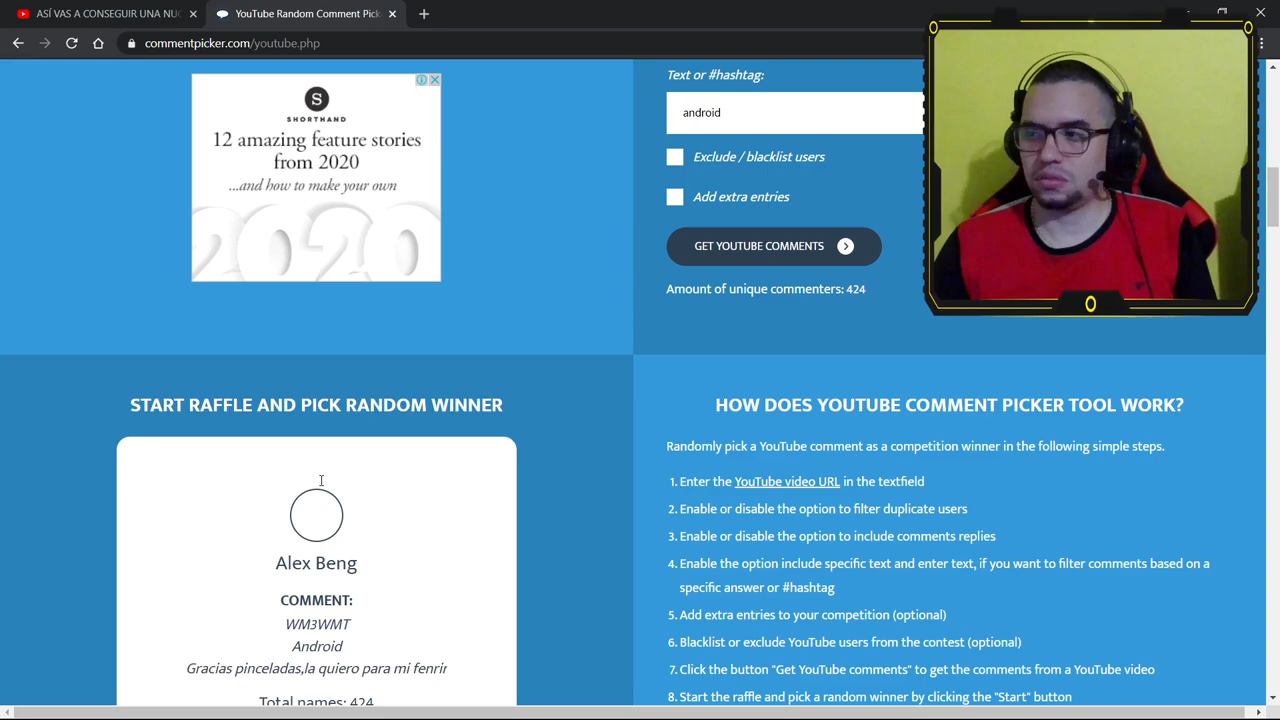 ASÍ VAS A CONSEGUIR UNA NU
YouTube Random Comment Pick
commentpicker.com/youtube.php
S
SHORTHAND
12 amazing feature stories
from 2020
...and how to make your own
2020
Text or #hashtag:
android
Exclude / blacklist users
Add extra entries
GET YOUTUBE COMMENTS
Amount of unique commenters: 424
START RAFFLE AND PICK RANDOM WINNER
Alex Beng
COMMENT:
WM3WMT
Android
Gracias pinceladas,la quiero para mi fenrir
Total names: 424
HOW DOES YOUTUBE COMMENT PICKER TOOL WORK?
Randomly pick a YouTube comment as a competition winner in the following simple steps.
1. Enter the YouTube video URL in the textfield
2. Enable or disable the option to filter duplicate users
3. Enable or disable the option to include comments replies
4. Enable the option include specific text and enter text, if you want to filter comments based on a
specific answer or #hashtag
5. Add extra entries to your competition (optional)
6. Blacklist or exclude YouTube users from the contest (optional)
7. Click the button "Get YouTube comments" to get the comments from a YouTube video
8. Start the raffle and pick a random winner by clicking the "Start" button